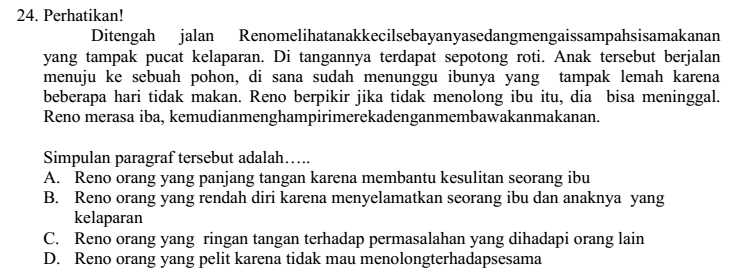 24. Perhatikan!
Ditengah jalan Renomelihatanakkecilsebayanyasedangmengaissampahsisamakanan
yang tampak pucat kelaparan. Di tangannya terdapat sepotong roti. Anak tersebut berjalan
menuju ke sebuah pohon, di sana sudah menunggu ibunya yang tampak lemah karena
beberapa hari tidak makan. Reno berpikir jika tidak menolong ibu itu, dia bisa meninggal.
Reno merasa iba, kemudianmenghampirimerekadenganmembawakanmakanan.
Simpulan paragraf tersebut adalah…..
A. Reno orang yang panjang tangan karena membantu kesulitan seorang ibu
B. Reno orang yang rendah diri karena menyelamatkan seorang ibu dan anaknya yang
kelaparan
C. Reno orang yang ringan tangan terhadap permasalahan yang dihadapi orang lain
D. Reno orang yang pelit karena tidak mau menolongterhadapsesama